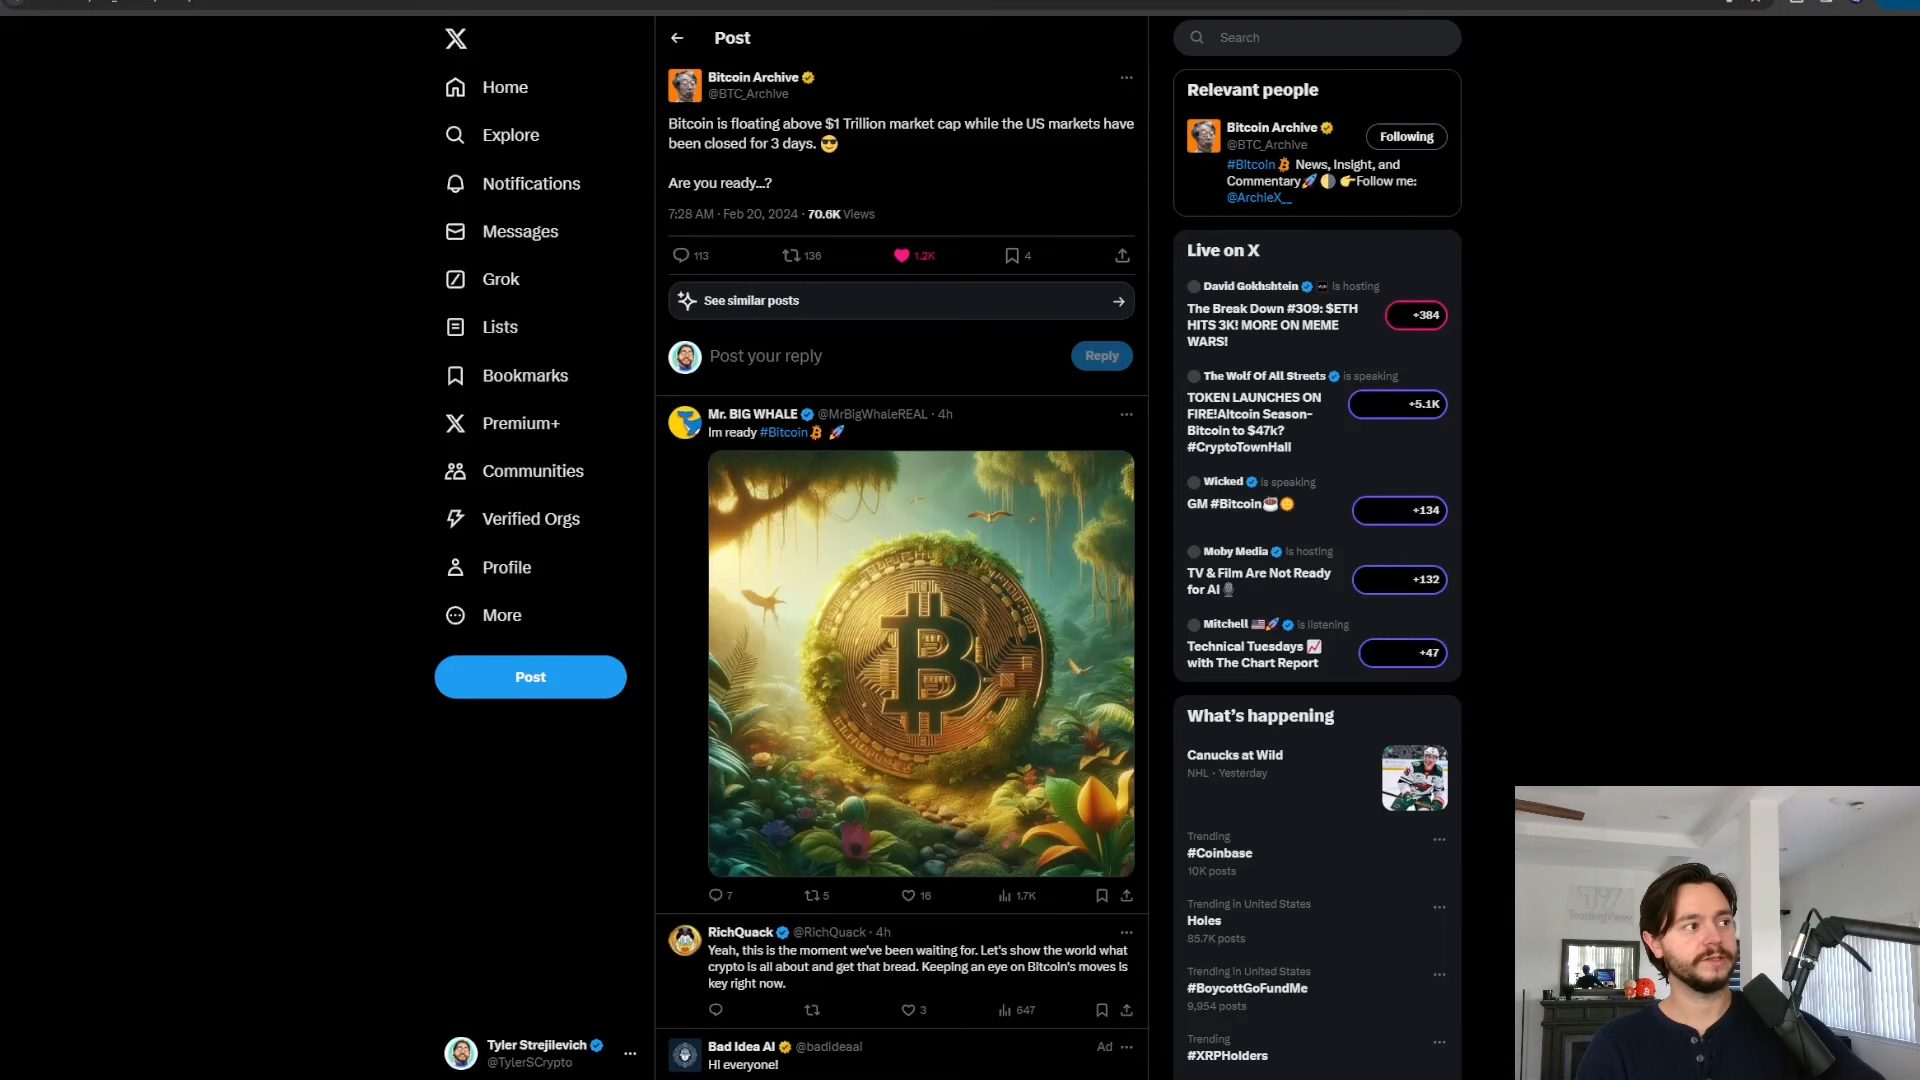 Home
Explore
Notifications
Messages
Grok
Lists
Bookmarks
Premium+
Communities
Verified Orgs
Profile
More
Post
Tyler Strejilevich
@TylerSCrypto
Post
Bitcoin Archive
@BTC_Archive
Bitcoin is floating above $1 Trillion market cap while the US markets have
been closed for 3 days. 😎
Are you ready...?
7:28 AM · Feb 20, 2024 · 70.6K Views
113 136 1.2K 4
See similar posts
Post your reply
Reply
Mr. BIG WHALE @MrBigWhaleREAL · 4h
Im ready #Bitcoin 🚀
7 5 16 1.7K
RichQuack @RichQuack · 4h
Yeah, this is the moment we've been waiting for. Let's show the world what
crypto is all about and get that bread. Keeping an eye on Bitcoin's moves is
key right now.
3 647
Bad Idea AI @badideaai Ad
Hi everyone!
Search
Relevant people
Bitcoin Archive
@BTC_Archive
Following
#Bitcoin News, Insight, and
Commentary🚀 🌗 👉Follow me:
@ArchieX__
Live on X
David Gokhshtein is hosting
The Break Down #309: $ETH
HITS 3K! MORE ON MEME
WARS!
+384
The Wolf Of All Streets is speaking
TOKEN LAUNCHES ON
FIRE!Altcoin Season-
Bitcoin to $47k?
#CryptoTownHall
+5.1K
Wicked is speaking
GM #Bitcoin☕🌞
+134
Moby Media is hosting
TV & Film Are Not Ready
for AI🎙️
+132
Mitchell 🇺🇸🚀 is listening
Technical Tuesdays 📈
with The Chart Report
+47
What's happening
Canucks at Wild
NHL · Yesterday
Trending
#Coinbase
10K posts
Trending in United States
Holes
85.7K posts
Trending in United States
#BoycottGoFundMe
9,954 posts
Trending
#XRPHolders
TradingView